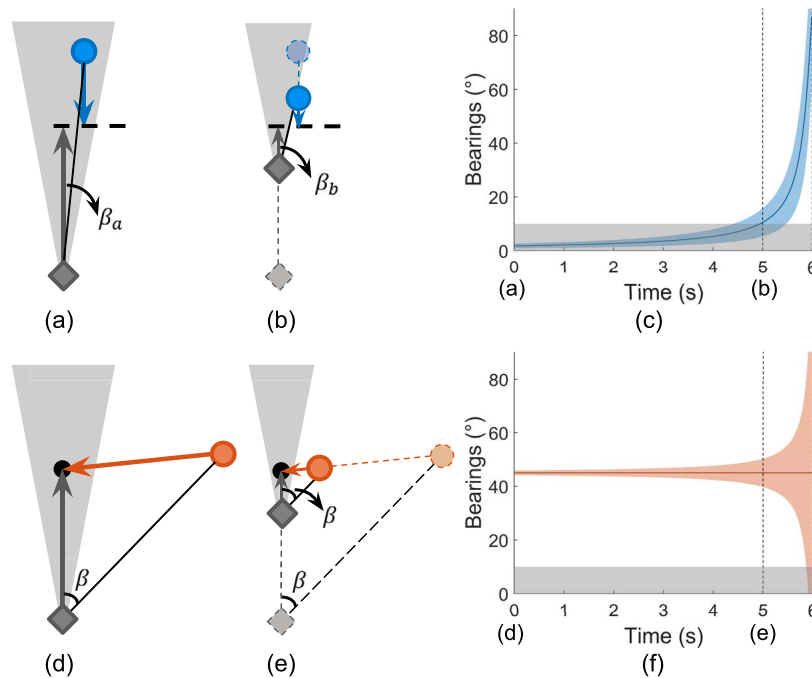 βₐ
(a)
β_b
(b)
Bearings (°)
80
60
40
20
0
0 1 2 3 4 5 6
(a) (b)
Time (s)
(c)
β
(d)
β
β
(e)
Bearings (°)
80
60
40
20
0
0 1 2 3 4 5 6
(d) (e)
Time (s)
(f)